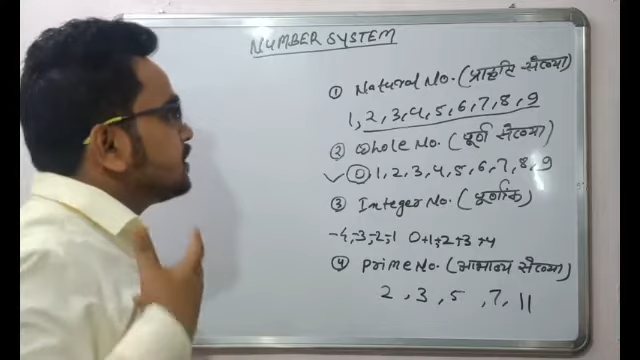 NUMBER SYSTEM
① Natural No. (प्राकृति संख्या)
1, 2, 3, 4, 5, 6, 7, 8, 9
② Whole No. (पूर्ण संख्या)
✓ 0 1, 2, 3, 4, 5, 6, 7, 8, 9
③ Integer No. (पूर्णांक)
-4,-3,-2,-1 0+1+2+3+4
④ Prime No. (आभाज्य संख्या)
2 , 3 , 5 , 7, 11